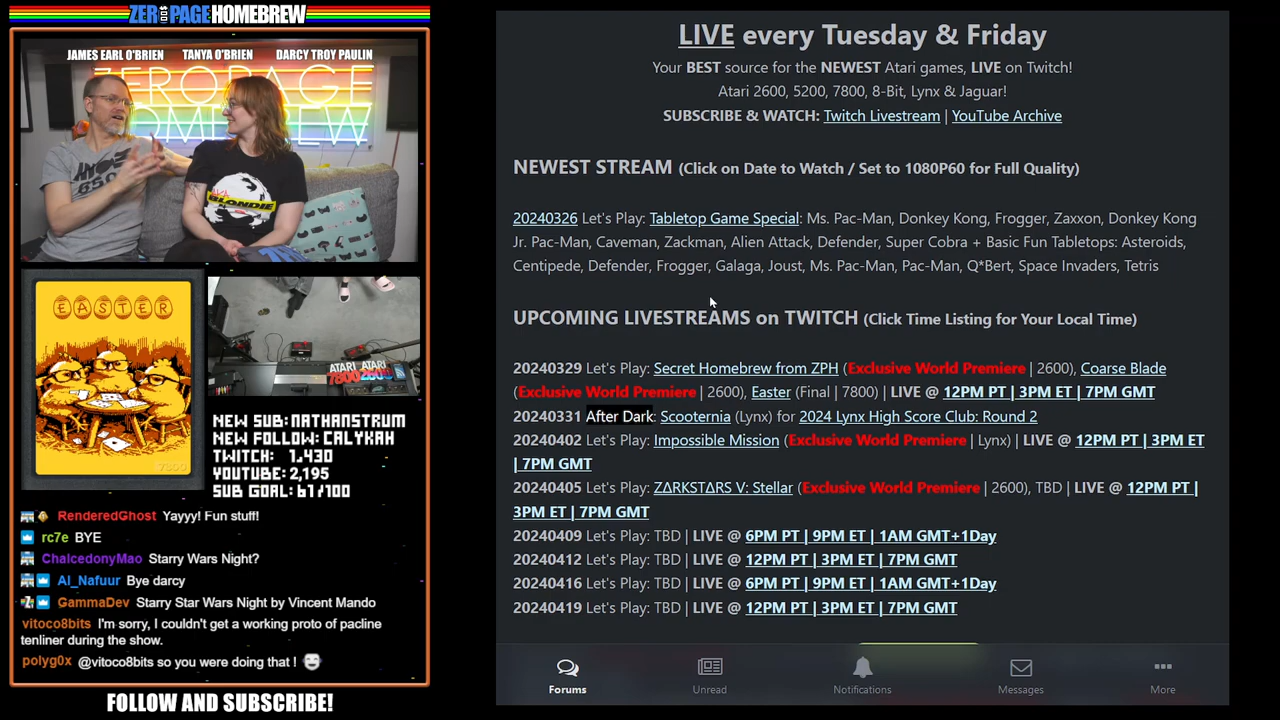 ZER PAGE HOMEBREW
JAMES EARL O'BRIEN TANYA O'BRIEN DARCY TROY PAULIN
ZEROPAGE
HOMEBREW
BLONDIE
EASTER
7800
ATARI ATARI
7800 2600
NEW SUB: NATHANSTRUM
NEW FOLLOW: CALYKAH
TWITCH: 1,430
YOUTUBE: 2,195
SUB GOAL: 67/100
RenderedGhost Yayyy! Fun stuff!
rc7e BYE
ChalcedonyMao Starry Wars Night?
Al_Nafuur Bye darcy
GammaDev Starry Star Wars Night by Vincent Mando
vitoco8bits I'm sorry, I couldn't get a working proto of pacline
tenliner during the show.
polyg0x @vitoco8bits so you were doing that !
FOLLOW AND SUBSCRIBE!
LIVE every Tuesday & Friday
Your BEST source for the NEWEST Atari games, LIVE on Twitch!
Atari 2600, 5200, 7800, 8-Bit, Lynx & Jaguar!
SUBSCRIBE & WATCH: Twitch Livestream | YouTube Archive
NEWEST STREAM (Click on Date to Watch / Set to 1080P60 for Full Quality)
20240326 Let's Play: Tabletop Game Special: Ms. Pac-Man, Donkey Kong, Frogger, Zaxxon, Donkey Kong
Jr. Pac-Man, Caveman, Zackman, Alien Attack, Defender, Super Cobra + Basic Fun Tabletops: Asteroids,
Centipede, Defender, Frogger, Galaga, Joust, Ms. Pac-Man, Pac-Man, Q*Bert, Space Invaders, Tetris
UPCOMING LIVESTREAMS on TWITCH (Click Time Listing for Your Local Time)
20240329 Let's Play: Secret Homebrew from ZPH (Exclusive World Premiere | 2600), Coarse Blade
(Exclusive World Premiere | 2600), Easter (Final | 7800) | LIVE @ 12PM PT | 3PM ET | 7PM GMT
20240331 After Dark: Scooternia (Lynx) for 2024 Lynx High Score Club: Round 2
20240402 Let's Play: Impossible Mission (Exclusive World Premiere | Lynx) | LIVE @ 12PM PT | 3PM ET
| 7PM GMT
20240405 Let's Play: ZΔRKSTΔRS V: Stellar (Exclusive World Premiere | 2600), TBD | LIVE @ 12PM PT |
3PM ET | 7PM GMT
20240409 Let's Play: TBD | LIVE @ 6PM PT | 9PM ET | 1AM GMT+1Day
20240412 Let's Play: TBD | LIVE @ 12PM PT | 3PM ET | 7PM GMT
20240416 Let's Play: TBD | LIVE @ 6PM PT | 9PM ET | 1AM GMT+1Day
20240419 Let's Play: TBD | LIVE @ 12PM PT | 3PM ET | 7PM GMT
Forums Unread Notifications Messages More